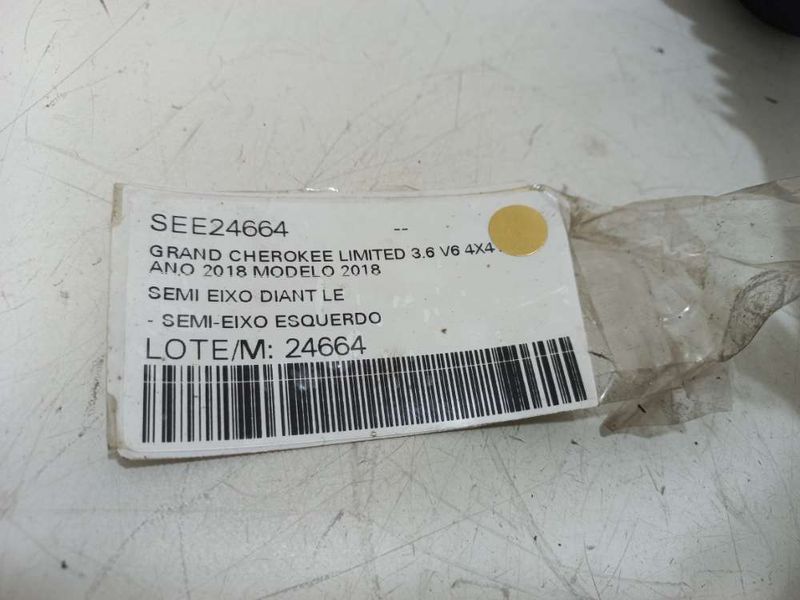 SEE24664 --
GRAND CHEROKEE LIMITED 3.6 V6 4X4
ANO 2018 MODELO 2018
SEMI EIXO DIANT LE
- SEMI-EIXO ESQUERDO
LOTE/M: 24664